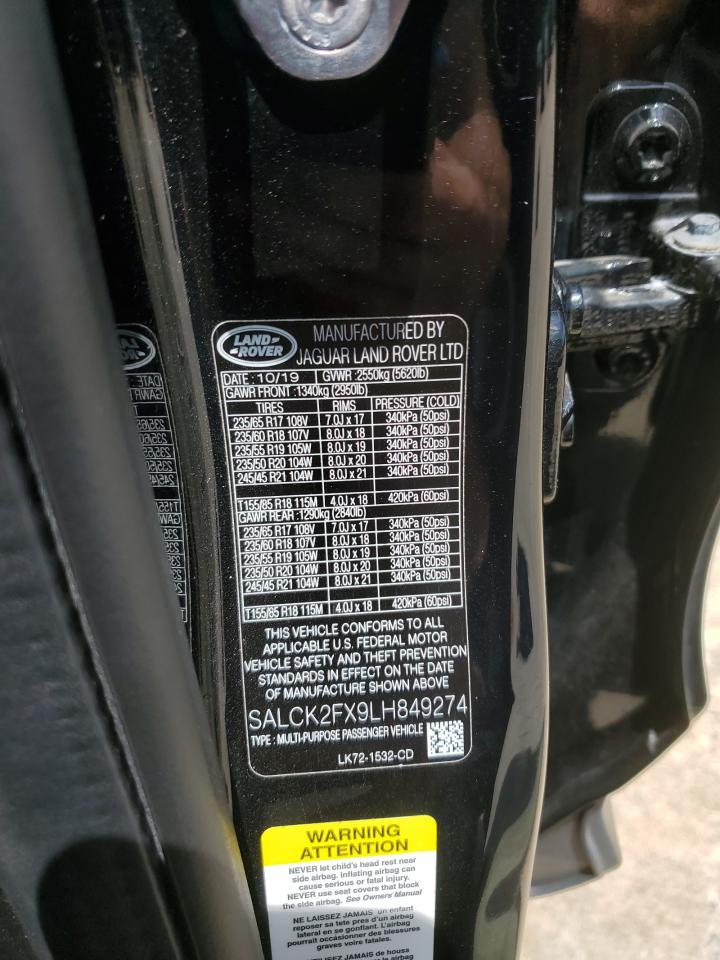 LAND-
-ROVER
MANUFACTURED BY
JAGUAR LAND ROVER LTD
DATE : 10/19 GVWR :2550kg (5620lb)
GAWR FRONT : 1340kg (2950lb)
TIRES RIMS PRESSURE (COLD)
235/65 R17 108V 7.0J x 17 340kPa (50psi)
235/60 R18 107V 8.0J x 18 340kPa (50psi)
235/55 R19 105W 8.0J x 19 340kPa (50psi)
235/50 R20 104W 8.0J x 20 340kPa (50psi)
245/45 R21 104W 8.0J x 21 340kPa (50psi)
T155/85 R18 115M 4.0J x 18 420kPa (60psi)
GAWR REAR :1290kg (2840lb)
235/65 R17 108V 7.0J x 17 340kPa (50psi)
235/60 R18 107V 8.0J x 18 340kPa (50psi)
235/55 R19 105W 8.0J x 19 340kPa (50psi)
235/50 R20 104W 8.0J x 20 340kPa (50psi)
245/45 R21 104W 8.0J x 21 340kPa (50psi)
T155/85 R18 115M 4.0J x 18 420kPa (60psi)
THIS VEHICLE CONFORMS TO ALL
APPLICABLE U.S. FEDERAL MOTOR
VEHICLE SAFETY AND THEFT PREVENTION
STANDARDS IN EFFECT ON THE DATE
OF MANUFACTURE SHOWN ABOVE
SALCK2FX9LH849274
TYPE : MULTI-PURPOSE PASSENGER VEHICLE
LK72-1532-CD
WARNING
ATTENTION
NEVER let child's head rest near
side airbag. Inflating airbag can
cause serious or fatal injury.
NEVER use seat covers that block
the side airbag. See Owners' Manual
NE LAISSEZ JAMAIS un enfant
reposer sa tete pres d'un airbag
lateral en se gonflant. L'airbag
pourrait occasionner des blessures
graves voire fatales.
UTILISEZ JAMAIS de housa